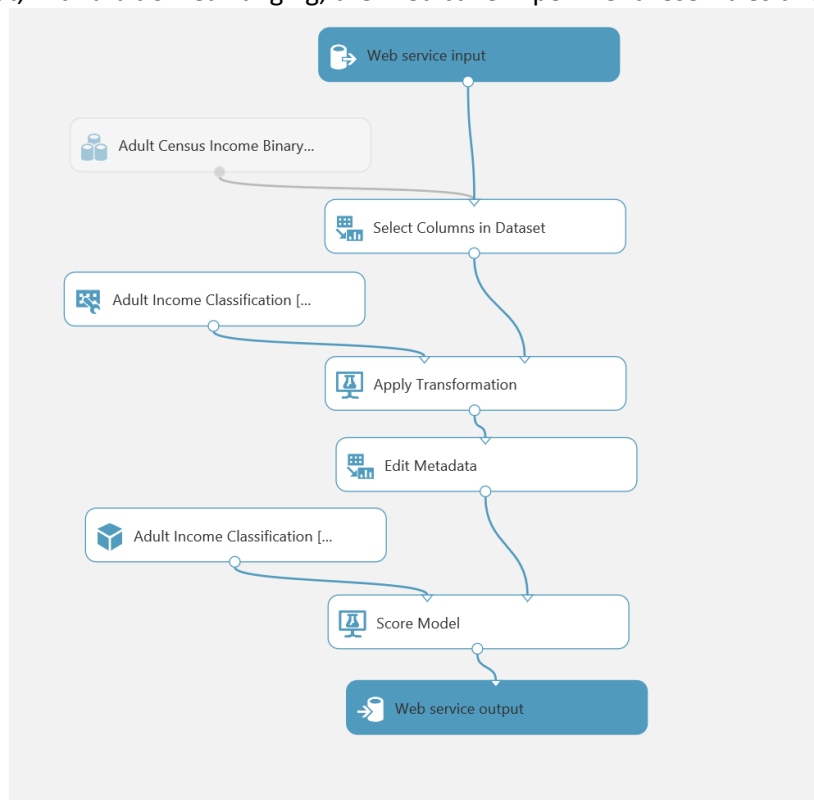 Web service input
Adult Census Income Binary...
Select Columns in Dataset
Adult Income Classification [...
Apply Transformation
Edit Metadata
Adult Income Classification [...
Score Model
Web service output